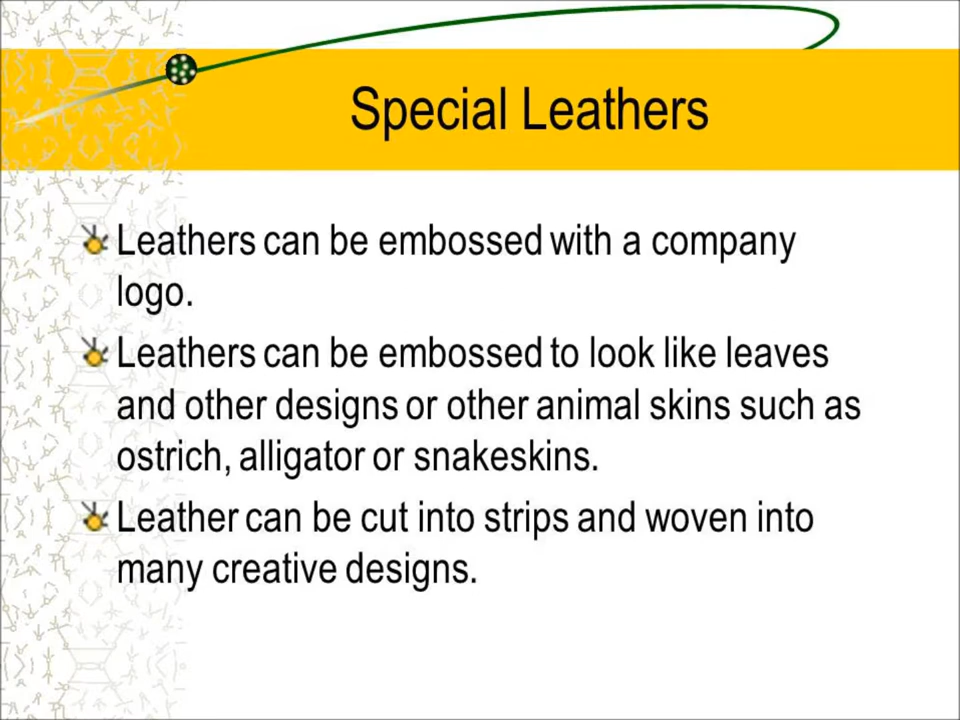 Special Leathers
Leathers can be embossed with a company
logo.
Leathers can be embossed to look like leaves
and other designs or other animal skins such as
ostrich, alligator or snakeskins.
Leather can be cut into strips and woven into
many creative designs.